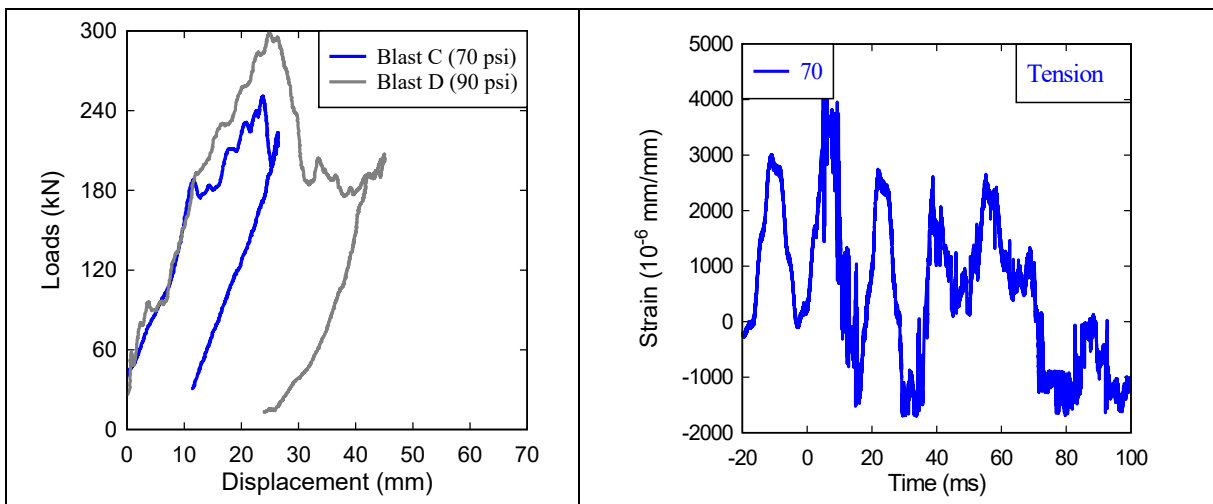 300
240
180
120
60
0
Loads (kN)
Blast C (70 psi)
Blast D (90 psi)
0 10 20 30 40 50 60 70
Displacement (mm)
5000
4000
3000
2000
1000
0
-1000
-2000
Strain (10⁻⁶ mm/mm)
70
Tension
-20 0 20 40 60 80 100
Time (ms)